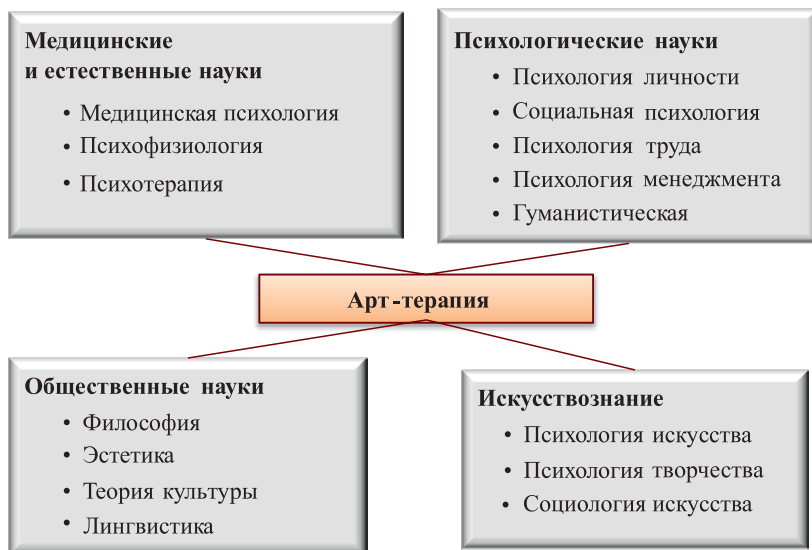 Медицинские
и естественные науки
• Медицинская психология
• Психофизиология
• Психотерапия
Психологические науки
• Психология личности
• Социальная психология
• Психология труда
• Психология менеджмента
• Гуманистическая
Арт-терапия
Общественные науки
• Философия
• Эстетика
• Теория культуры
• Лингвистика
Искусствознание
• Психология искусства
• Психология творчества
• Социология искусства